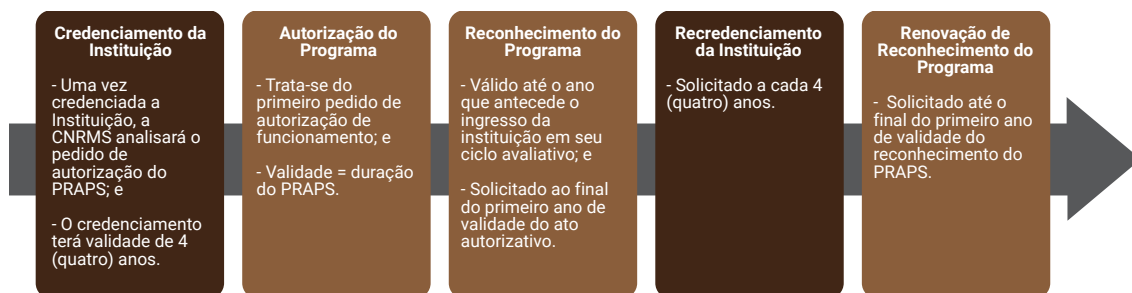 Credenciamento da
Instituição
- Uma vez
credenciada a
Instituição, a
CNRMS analisará o
pedido de
autorização do
PRAPS; e
- O credenciamento
terá validade de 4
(quatro) anos.
Autorização do
Programa
- Trata-se do
primeiro pedido de
autorização de
funcionamento; e
- Validade = duração
do PRAPS.
Reconhecimento do
Programa
- Válido até o ano
que antecede o
ingresso da
instituição em seu
ciclo avaliativo; e
- Solicitado ao final
do primeiro ano de
validade do ato
autorizativo.
Recredenciamento
da Instituição
- Solicitado a cada 4
(quatro) anos.
Renovação de
Reconhecimento do
Programa
- Solicitado até o
final do primeiro ano
de validade do
reconhecimento do
PRAPS.